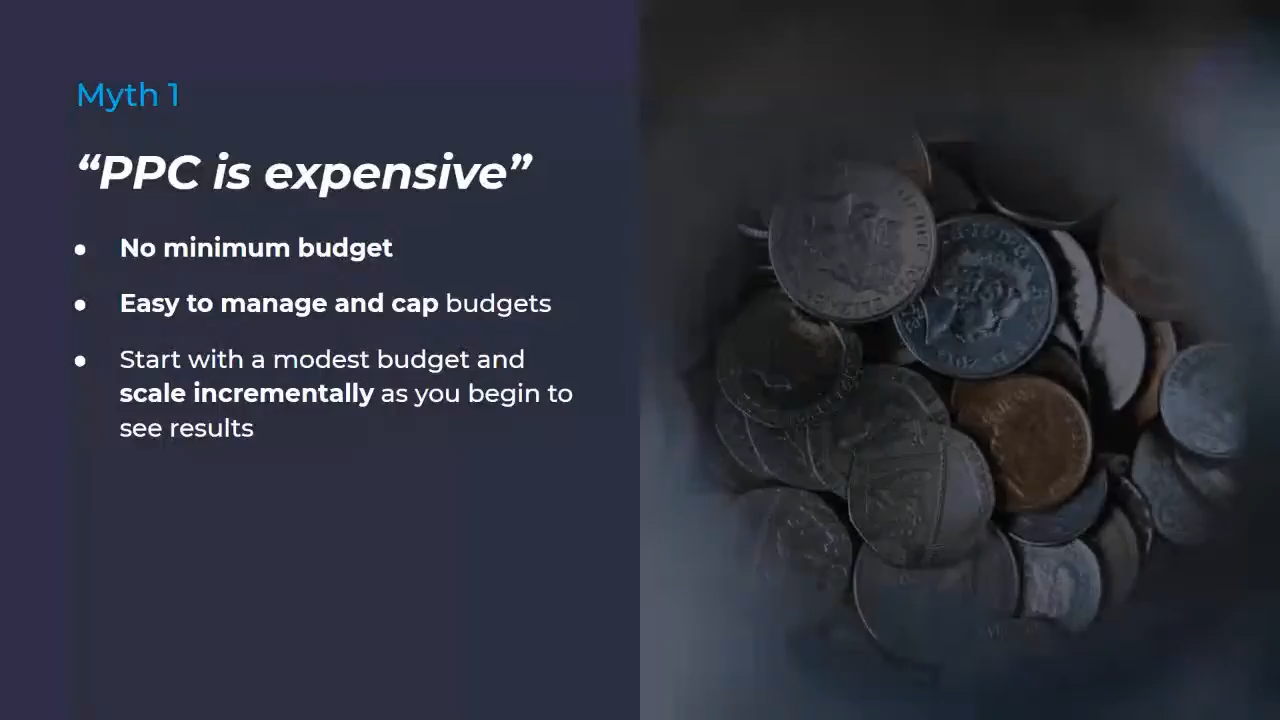 Myth 1
“PPC is expensive”
● No minimum budget
● Easy to manage and cap budgets
● Start with a modest budget and
scale incrementally as you begin to
see results